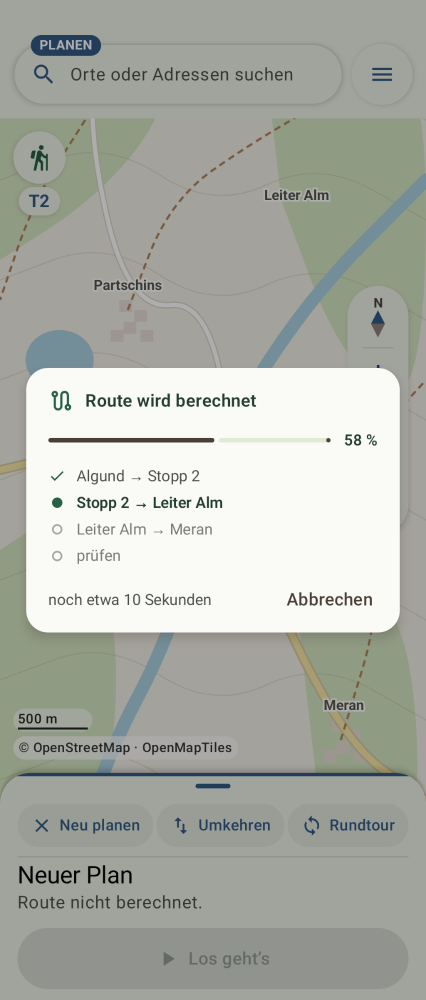 PLANEN
Orte oder Adressen suchen
T2
Leiter Alm
Partschins
N
Route wird berechnet
58 %
Algund → Stopp 2
Stopp 2 → Leiter Alm
Leiter Alm → Meran
prüfen
noch etwa 10 Sekunden
Abbrechen
Meran
500 m
© OpenStreetMap · OpenMapTiles
Neu planen
Umkehren
Rundtour
Neuer Plan
Route nicht berechnet.
Los geht's